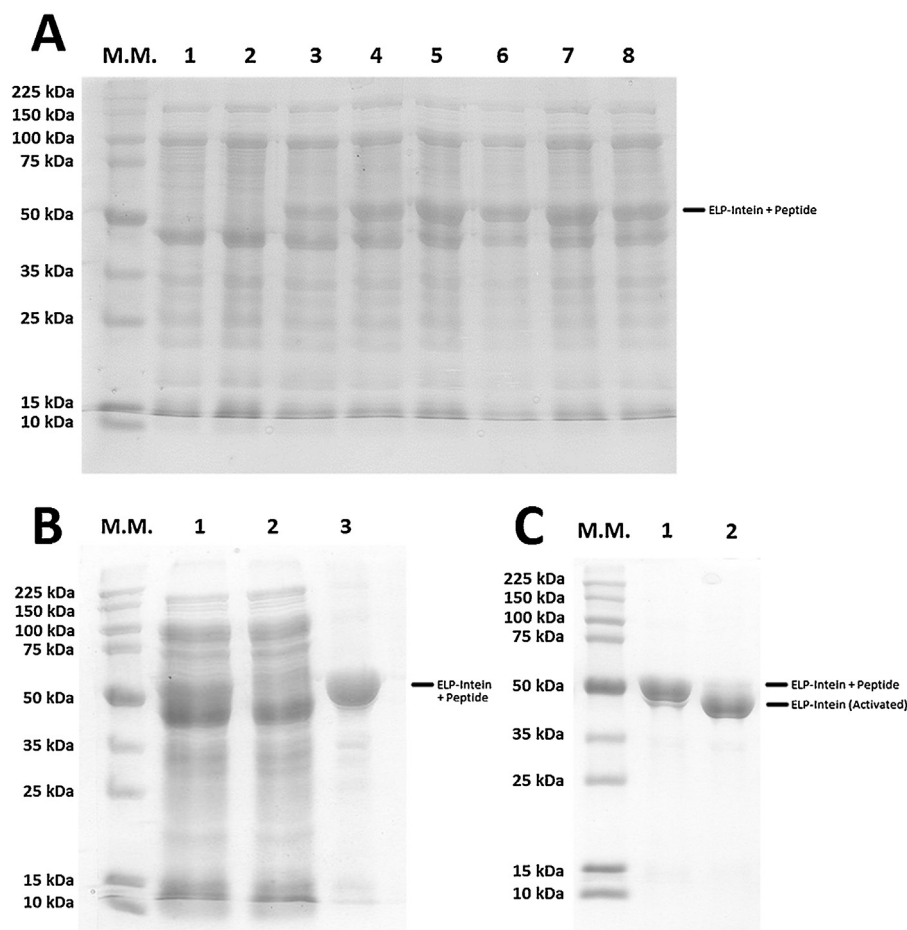 A
M.M. 1 2 3 4 5 6 7 8
225 kDa
150 kDa
100 kDa
75 kDa
50 kDa
ELP-Intein + Peptide
35 kDa
25 kDa
15 kDa
10 kDa
B
M.M. 1 2 3
225 kDa
150 kDa
100 kDa
75 kDa
ELP-Intein
+ Peptide
50 kDa
35 kDa
25 kDa
15 kDa
10 kDa
C
M.M. 1 2
225 kDa
150 kDa
100 kDa
75 kDa
50 kDa
ELP-Intein + Peptide
ELP-Intein (Activated)
35 kDa
25 kDa
15 kDa
10 kDa